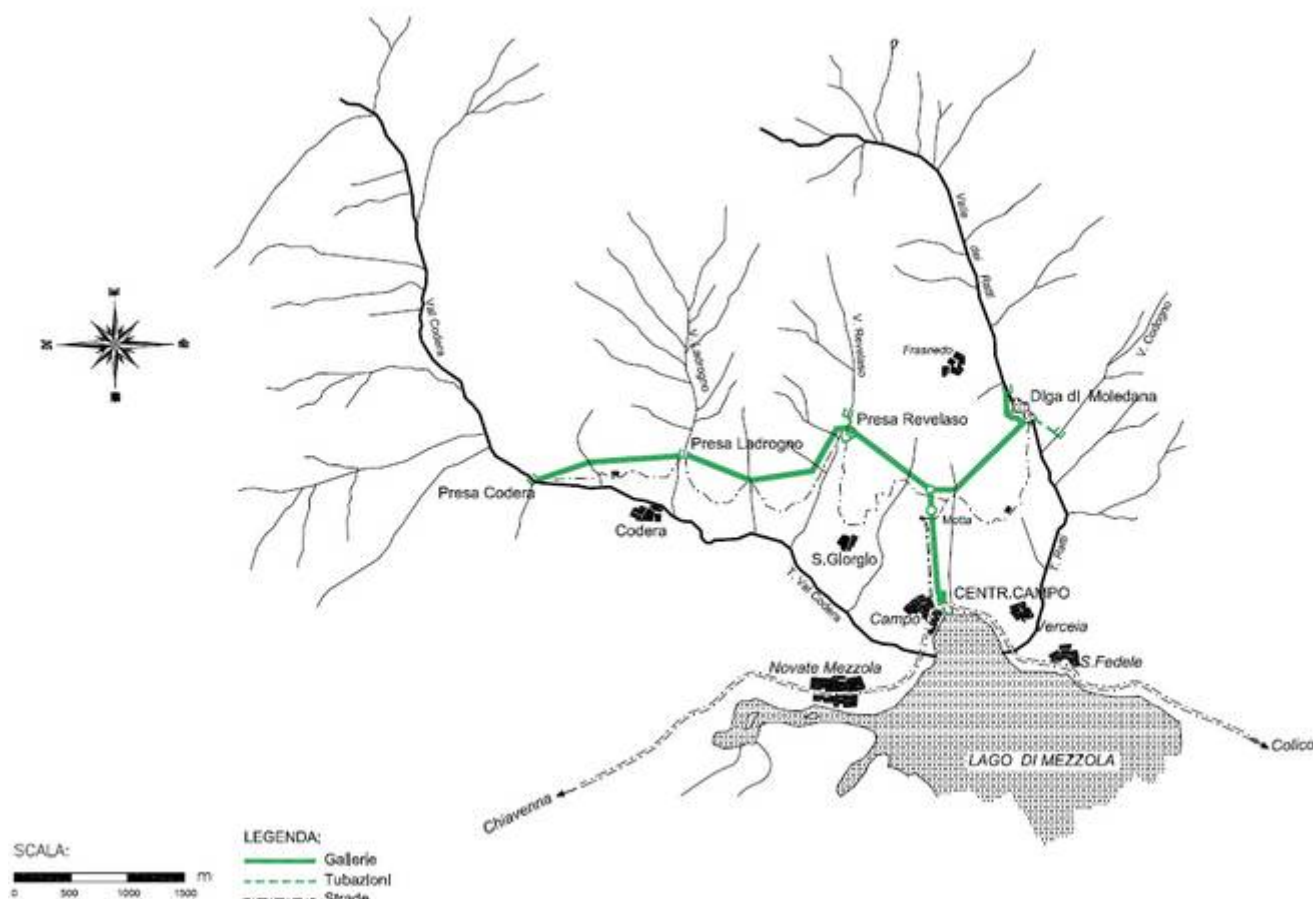 Valle dei Ratti
Val Codera
V. Ladrogno
V. Revelaso
V. Codogno
Frasnedo
Diga di Moledana
Presa Revelaso
Presa Ladrogno
Presa Codera
Codera
Motta
S.Giorgio
T. Ratti
T. Val Codera
CENTR.CAMPO
Campo
Verceia
S.Fedele
Novate Mezzola
Colico
LAGO DI MEZZOLA
Chiavenna
SCALA:
m
0 500 1000 1500
LEGENDA:
Gallerie
Tubazioni
Strade